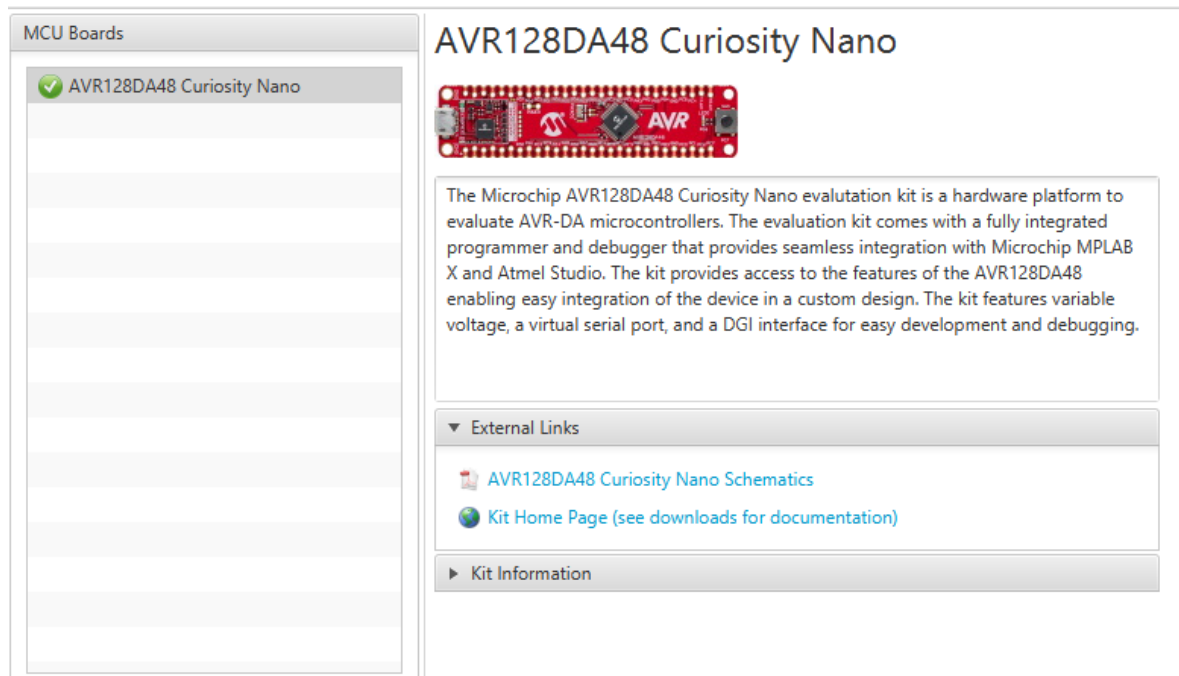 MCU Boards
AVR128DA48 Curiosity Nano
AVR128DA48 Curiosity Nano
AVR
The Microchip AVR128DA48 Curiosity Nano evalutation kit is a hardware platform to
evaluate AVR-DA microcontrollers. The evaluation kit comes with a fully integrated
programmer and debugger that provides seamless integration with Microchip MPLAB
X and Atmel Studio. The kit provides access to the features of the AVR128DA48
enabling easy integration of the device in a custom design. The kit features variable
voltage, a virtual serial port, and a DGI interface for easy development and debugging.
External Links
AVR128DA48 Curiosity Nano Schematics
Kit Home Page (see downloads for documentation)
Kit Information